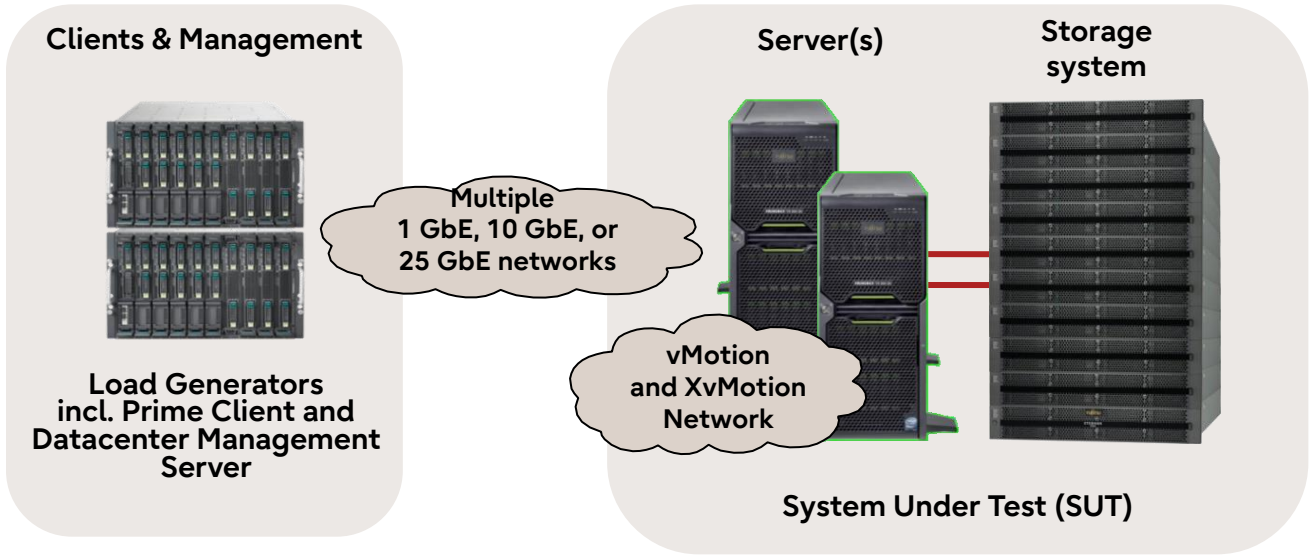 Clients & Management
Load Generators
incl. Prime Client and
Datacenter Management
Server
Multiple
1 GbE, 10 GbE, or
25 GbE networks
Server(s)
Storage
system
vMotion
and XvMotion
Network
System Under Test (SUT)